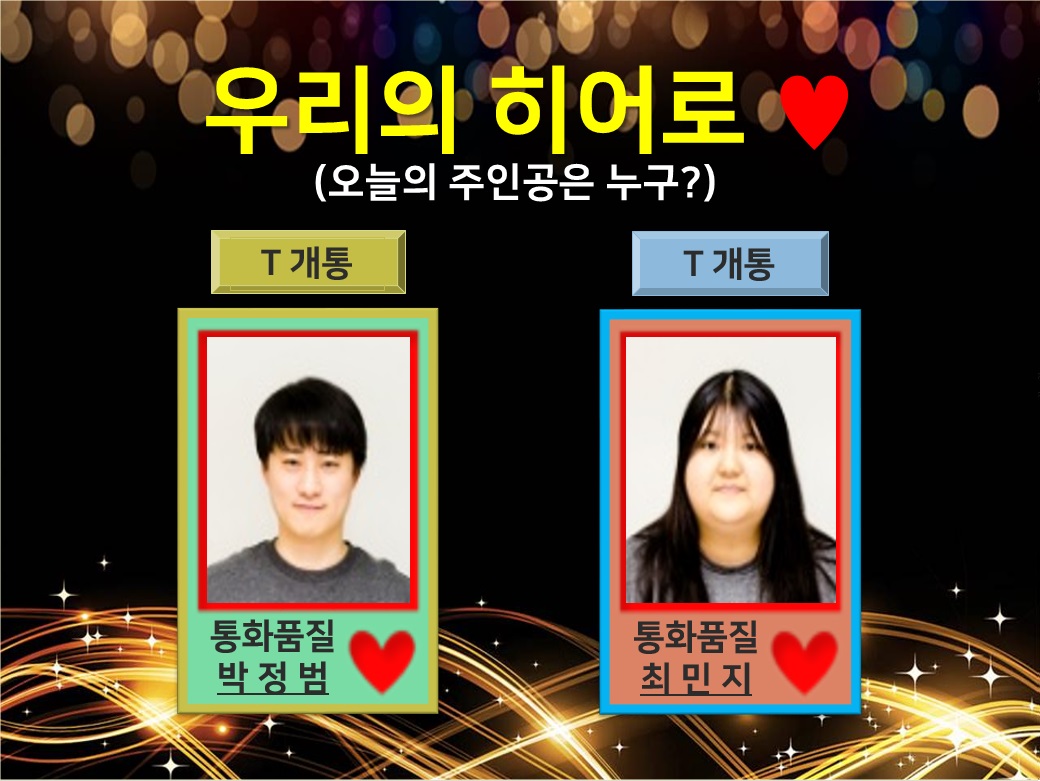 우리의 히어로 ♥
(오늘의 주인공은 누구?)
T 개통
T 개통
통화품질
박 정 범
통화품질
최 민 지